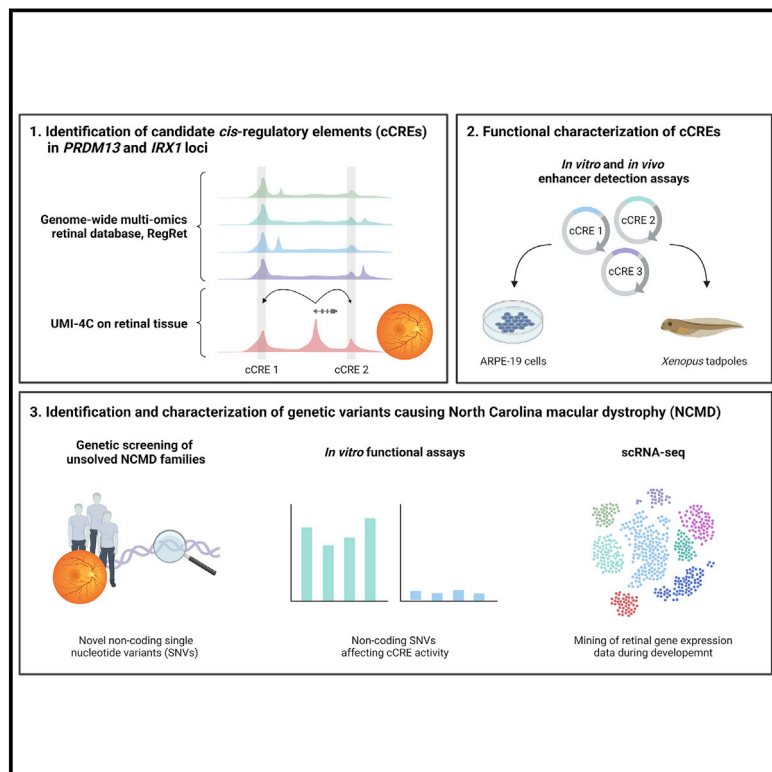 1. Identification of candidate cis-regulatory elements (cCREs)
in PRDM13 and IRX1 loci
Genome-wide multi-omics
retinal database, RegRet
UMI-4C on retinal tissue
cCRE 1
cCRE 2
2. Functional characterization of cCREs
In vitro and in vivo
enhancer detection assays
cCRE 1
cCRE 2
cCRE 3
ARPE-19 cells
Xenopus tadpoles
3. Identification and characterization of genetic variants causing North Carolina macular dystrophy (NCMD)
Genetic screening of
unsolved NCMD families
Novel non-coding single
nucleotide variants (SNVs)
In vitro functional assays
Non-coding SNVs
affecting cCRE activity
scRNA-seq
Mining of retinal gene expression
data during developemnt